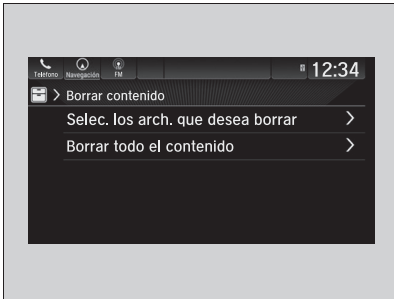 Teléfono Navegación FM 12:34
Borrar contenido
Selec. los arch. que desea borrar
Borrar todo el contenido